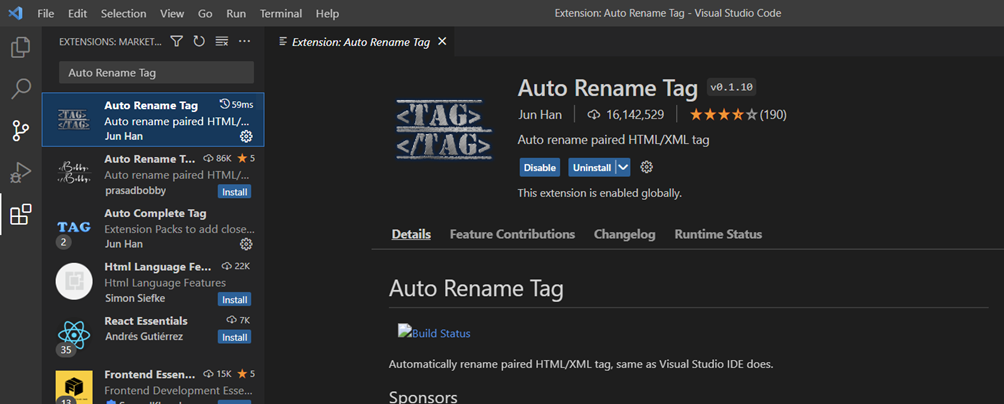 File Edit Selection View Go Run Terminal Help
Extension: Auto Rename Tag - Visual Studio Code
EXTENSIONS: MARKET...
Auto Rename Tag
Auto Rename Tag 59ms
Auto rename paired HTML/...
Jun Han
Auto Rename T... 86K 5
Auto rename paired HTML/...
prasadbobby Install
TAG
2
Auto Complete Tag
Extension Packs to add close...
Jun Han
Html Language Fe... 22K
Html Language Features
Simon Siefke Install
35
React Essentials 7K
Andrés Gutiérrez Install
13
Frontend Essen... 15K 5
Frontend Development Esse...
Extension: Auto Rename Tag
<TAG>
</TAG>
Auto Rename Tag v0.1.10
Jun Han 16,142,529 (190)
Auto rename paired HTML/XML tag
Disable Uninstall
This extension is enabled globally.
Details Feature Contributions Changelog Runtime Status
Auto Rename Tag
Build Status
Automatically rename paired HTML/XML tag, same as Visual Studio IDE does.
Sponsors